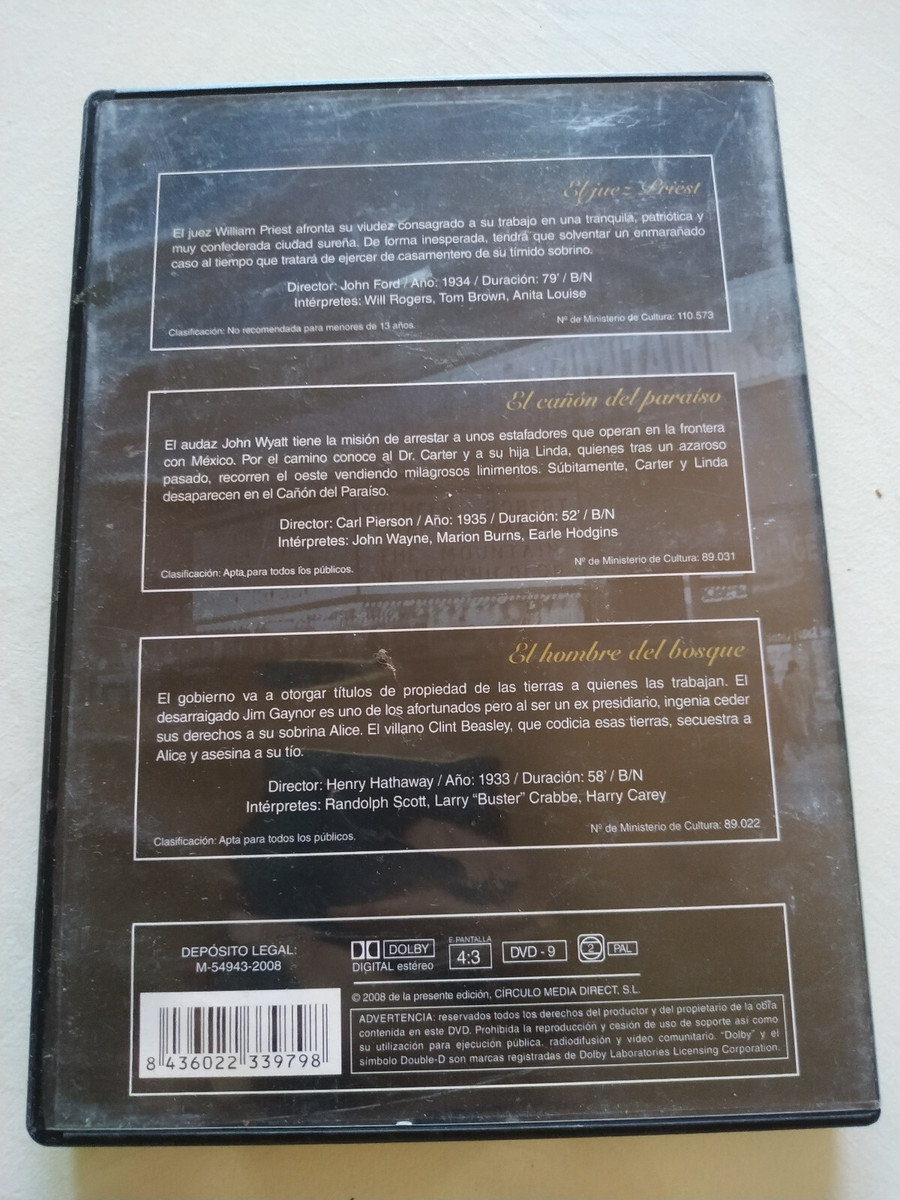 El juez Priest
El juez William Priest afronta su viudez consagrado a su trabajo en una tranquila, patriótica y
muy confederada ciudad sureña. De forma inesperada, tendrá que solventar un enmarañado
caso al tiempo que tratará de ejercer de casamentero de su tímido sobrino.
Director: John Ford / Año: 1934 / Duración: 79' / B/N
Intérpretes: Will Rogers, Tom Brown, Anita Louise
Clasificación: No recomendada para menores de 13 años.
Nº de Ministerio de Cultura: 110.573
El cañón del paraíso
El audaz John Wyatt tiene la misión de arrestar a unos estafadores que operan en la frontera
con México. Por el camino conoce al Dr. Carter y a su hija Linda, quienes tras un azaroso
pasado, recorren el oeste vendiendo milagrosos linimentos. Súbitamente, Carter y Linda
desaparecen en el Cañón del Paraíso.
Director: Carl Pierson / Año: 1935 / Duración: 52' / B/N
Intérpretes: John Wayne, Marion Burns, Earle Hodgins
Clasificación: Apta para todos los públicos.
Nº de Ministerio de Cultura: 89.031
El hombre del bosque
El gobierno va a otorgar títulos de propiedad de las tierras a quienes las trabajan. El
desarraigado Jim Gaynor es uno de los afortunados pero al ser un ex presidiario, ingenia ceder
sus derechos a su sobrina Alice. El villano Clint Beasley, que codicia esas tierras, secuestra a
Alice y asesina a su tío.
Director: Henry Hathaway / Año: 1933 / Duración: 58' / B/N
Intérpretes: Randolph Scott, Larry "Buster" Crabbe, Harry Carey
Clasificación: Apta para todos los públicos.
Nº de Ministerio de Cultura: 89.022
DEPÓSITO LEGAL:
M-54943-2008
DOLBY
DIGITAL estéreo
F.PANTALLA
4:3
DVD - 9
2
PAL
© 2008 de la presente edición, CÍRCULO MEDIA DIRECT, S.L.
ADVERTENCIA: reservados todos los derechos del productor y del propietario de la obra
contenida en este DVD. Prohibida la reproducción y cesión de uso de soporte así como
su utilización para ejecución pública, radiodifusión y video comunitario. "Dolby" y el
símbolo Double-D son marcas registradas de Dolby Laboratories Licensing Corporation.
8 436022 339798